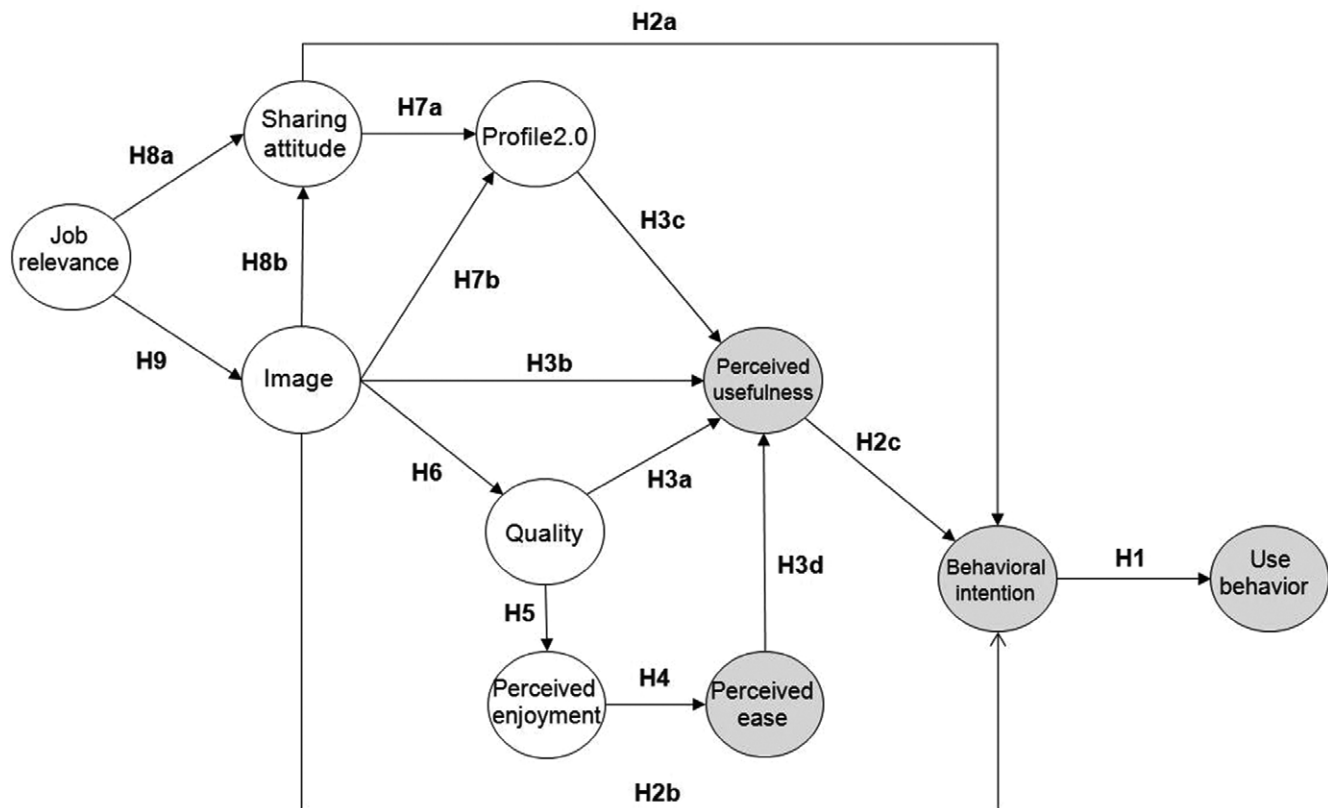 H2a
Sharing
attitude
H7a
Profile2.0
H8a
H3c
Job
relevance
H8b
H7b
H9
Image
H3b
Perceived
usefulness
H6
H3a
H2c
Quality
H3d
Behavioral
intention
H1
Use
behavior
H5
Perceived
enjoyment
H4
Perceived
ease
H2b